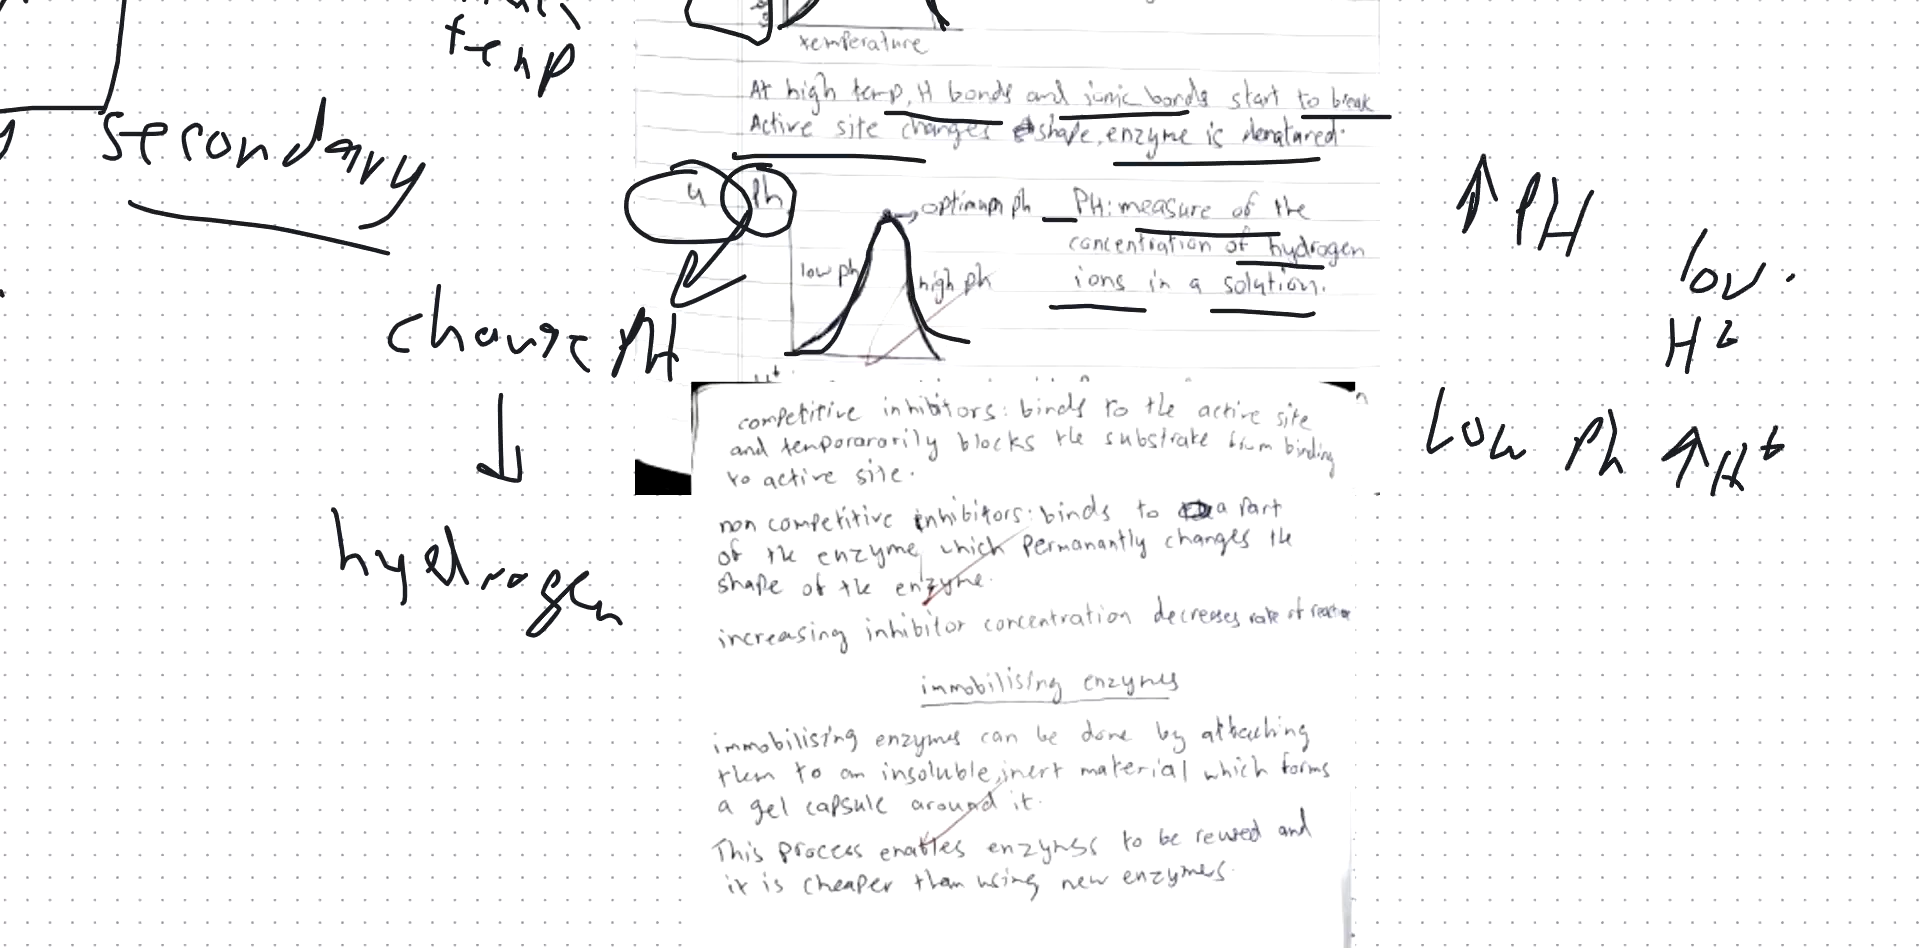 temp
secondary
temperature
At high temp, H bonds and ionic bonds start to break
Active site changes shape, enzyme is denatured.
4 Ph
optimum ph
low ph
high ph
PH: measure of the
concentration of hydrogen
ions in a solution.
change PH
hydrogen
↑ PH
low.
H+
Low Ph ↑ H+
competitive inhibitors: binds to the active site
and temporarorily blocks the substrate from binding
to active site.
non competitive inhibitors: binds to a Part
of the enzyme which Permanantly changes the
shape of the enzyme.
increasing inhibitor concentration decreases rate of reaction
immobilising enzymes
immobilising enzymes can be done by attaching
them to an insoluble, inert material which forms
a gel capsule around it.
This process enables enzymes to be reused and
it is cheaper than using new enzymes.